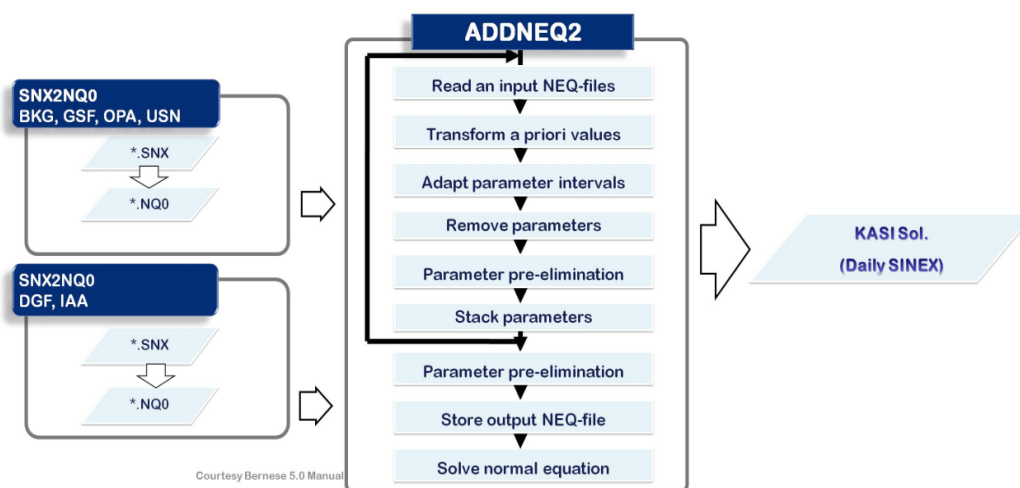 SNX2NQ0
BKG, GSF, OPA, USN
*.SNX
*.NQ0
SNX2NQ0
DGF, IAA
*.SNX
*.NQ0
Courtesy Bernese 5.0 Manual
ADDNEQ2
Read an input NEQ-files
Transform a priori values
Adapt parameter intervals
Remove parameters
Parameter pre-elimination
Stack parameters
Parameter pre-elimination
Store output NEQ-file
Solve normal equation
KASI Sol.
(Daily SINEX)